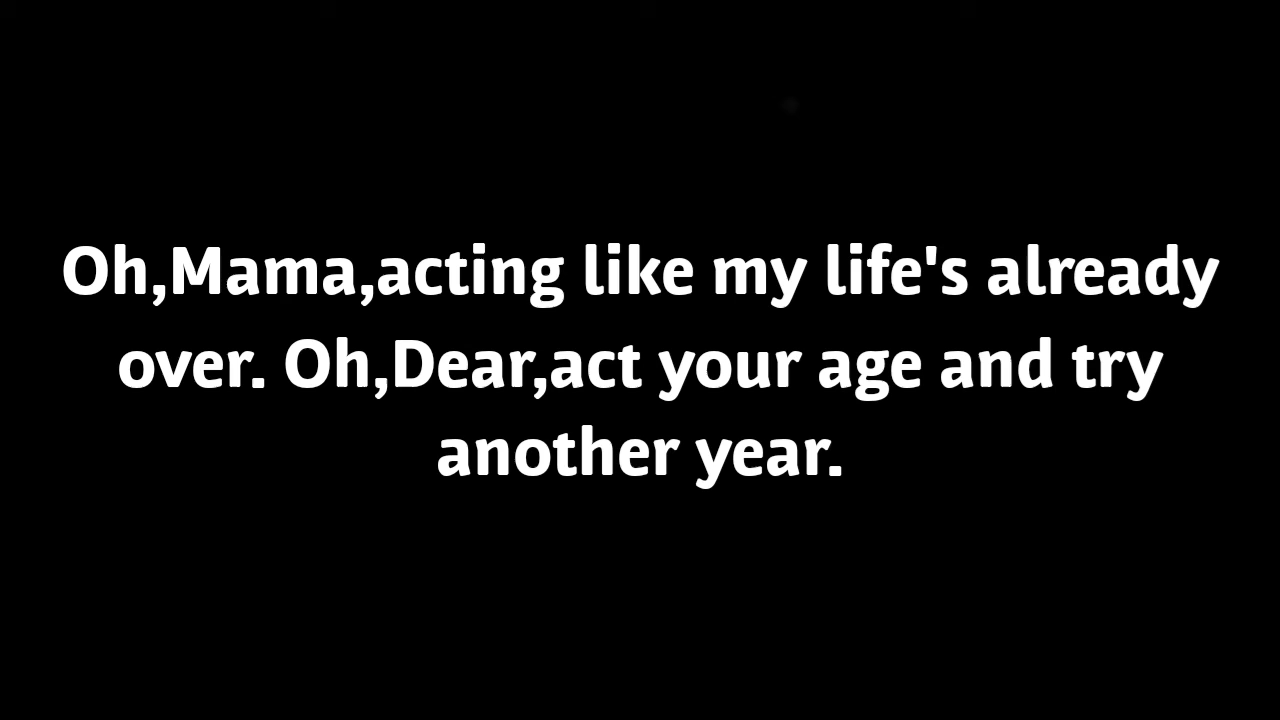 Oh,Mama,acting like my life's already
over. Oh,Dear,act your age and try
another year.